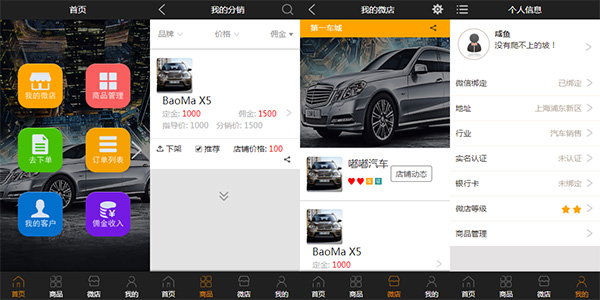 首页
我的微店
商品管理
去下单
订单列表
我的客户
佣金收入
首页 商品 微店 我的
我的分销
品牌 价格 佣金
BaoMa X5
定金: 1000 佣金: 1500
指导价: 1000 分销价: 1500
下架 推荐 店铺价格: 100
首页 商品 微店 我的
我的微店
第一车城
嘟嘟汽车
店铺动态
BaoMa X5
定金: 1000 佣金: 1000
首页 商品 微店 我的
个人信息
咸鱼
没有爬不上的坡！
微信绑定 已绑定
地址 上海浦东新区
行业 汽车销售
实名认证 未认证
银行卡 未绑定
微店等级
商品管理
首页 商品 微店 我的